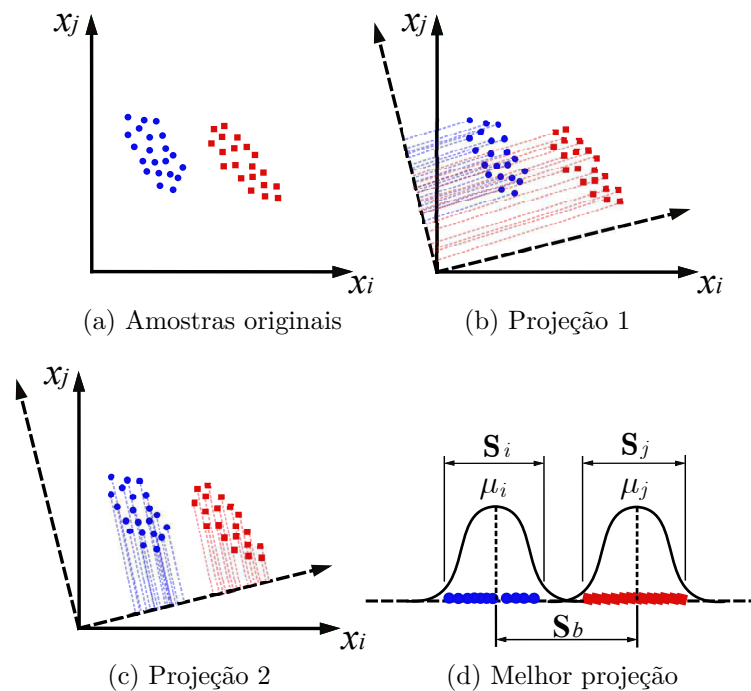 xj
xi
(a) Amostras originais
xj
xi
(b) Projeção 1
xj
xi
(c) Projeção 2
Si
Sj
μi
μj
Sb
(d) Melhor projeção